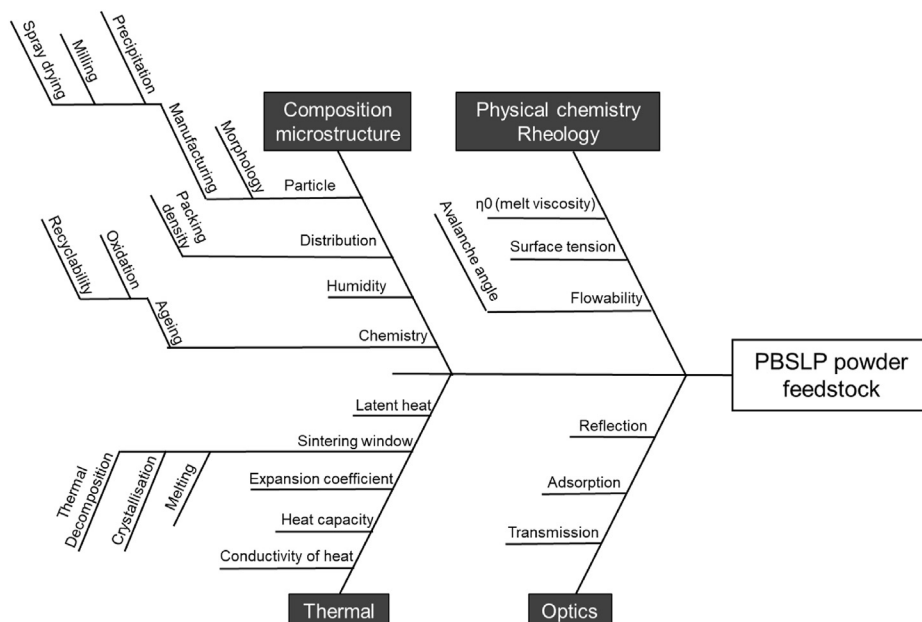 Spray drying
Milling
Precipitation
Manufacturing
Morphology
Composition
microstructure
Particle
Packing
density
Distribution
Humidity
Recyclability
Oxidation
Ageing
Chemistry
Physical chemistry
Rheology
η0 (melt viscosity)
Surface tension
Avalanche angle
Flowability
PBSLP powder
feedstock
Latent heat
Sintering window
Thermal
Decomposition
Crystallisation
Melting
Expansion coefficient
Heat capacity
Conductivity of heat
Thermal
Reflection
Adsorption
Transmission
Optics